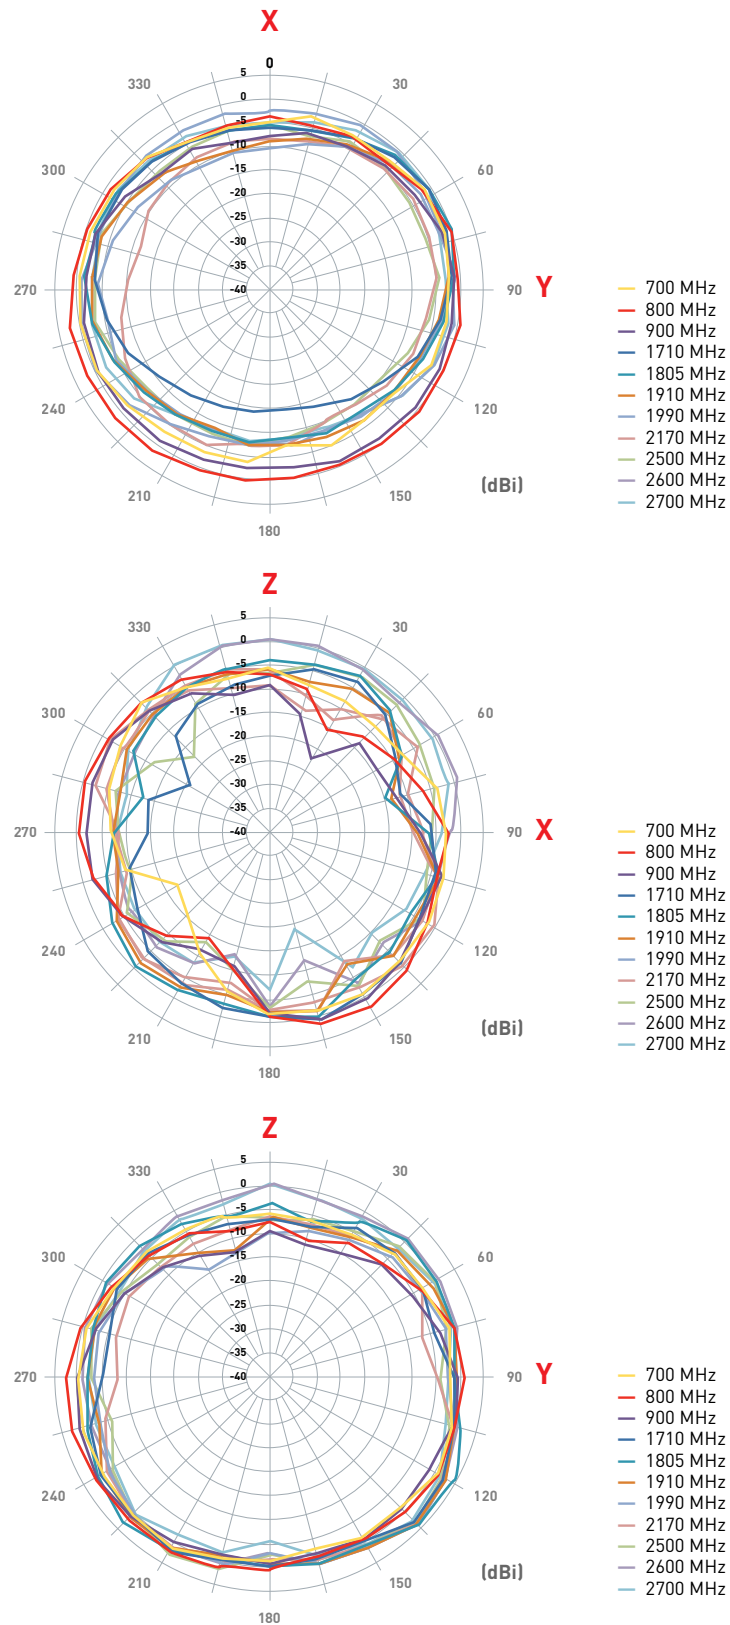 X
0
330
30
5
0
-5
-10
-15
-20
-25
-30
-35
-40
300
60
270
90
Y
240
120
210
150
180
(dBi)
700 MHz
800 MHz
900 MHz
1710 MHz
1805 MHz
1910 MHz
1990 MHz
2170 MHz
2500 MHz
2600 MHz
2700 MHz
Z
330
30
5
0
-5
-10
-15
-20
-25
-30
-35
-40
300
60
270
90
X
240
120
210
150
180
(dBi)
700 MHz
800 MHz
900 MHz
1710 MHz
1805 MHz
1910 MHz
1990 MHz
2170 MHz
2500 MHz
2600 MHz
2700 MHz
Z
330
30
5
0
-5
-10
-15
-20
-25
-30
-35
-40
300
60
270
90
Y
240
120
210
150
180
(dBi)
700 MHz
800 MHz
900 MHz
1710 MHz
1805 MHz
1910 MHz
1990 MHz
2170 MHz
2500 MHz
2600 MHz
2700 MHz